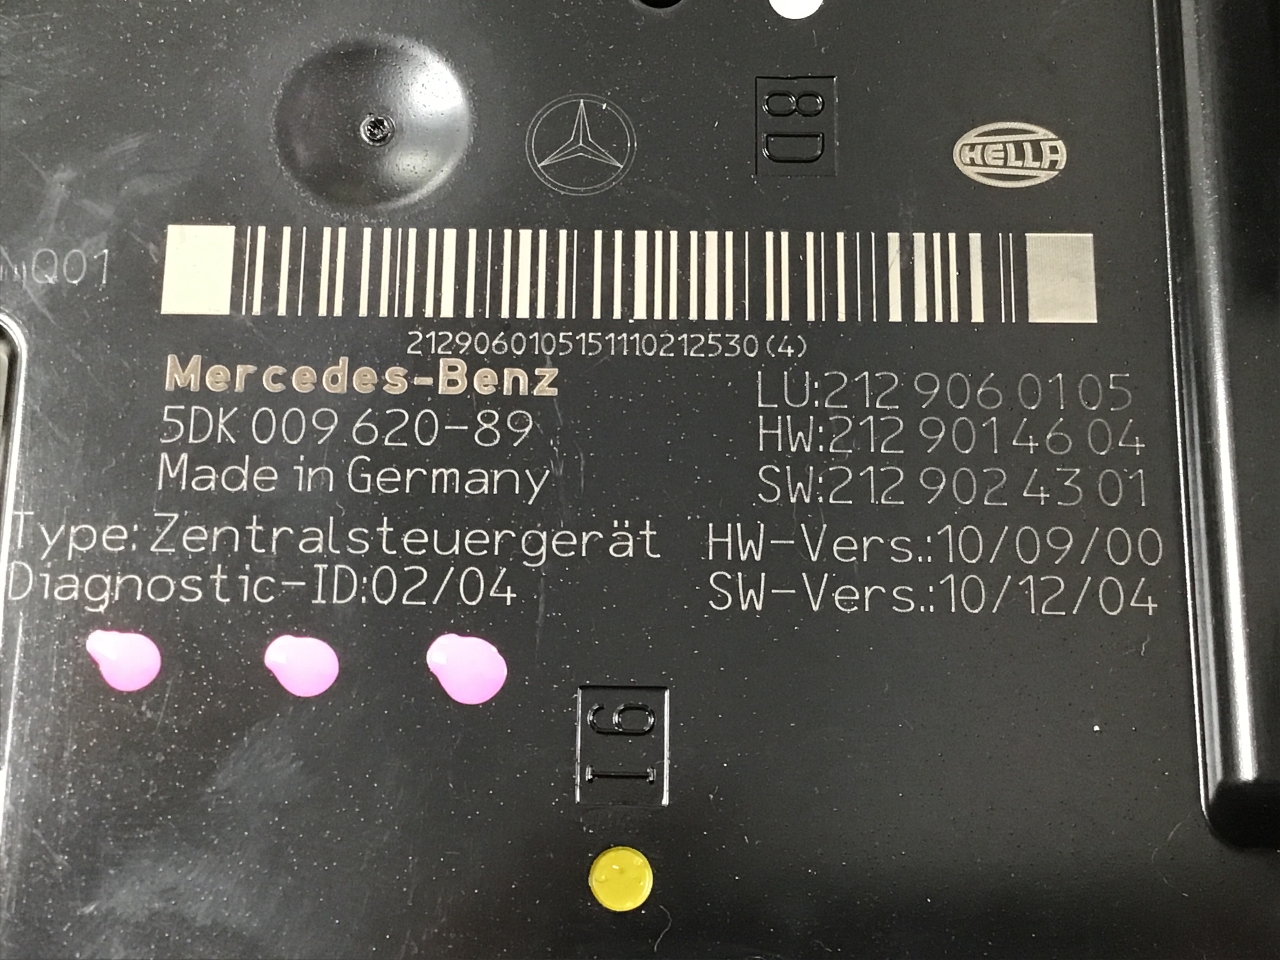 8D
HELLA
Q01
2129060105151110212530(4)
Mercedes-Benz
5DK 009 620-89
Made in Germany
LU:212 906 01 05
HW:212 901 46 04
SW:212 902 43 01
Type: Zentralsteuergerät
Diagnostic-ID:02/04
HW-Vers.:10/09/00
SW-Vers.:10/12/04